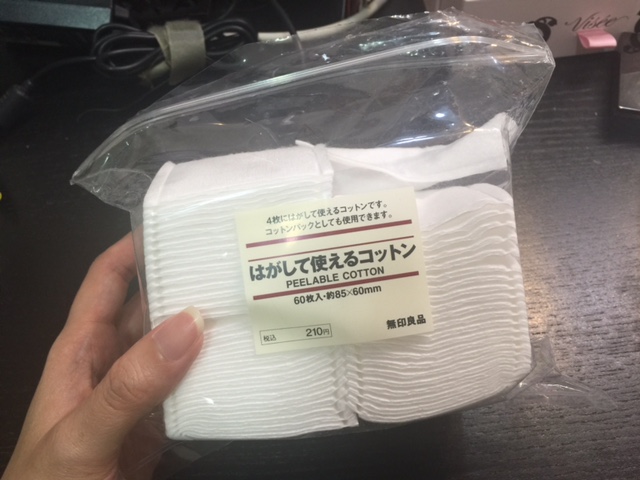 4枚にはがして使えるコットンです。
コットンパックとしても使用できます。
はがして使えるコットン
PEELABLE COTTON
60枚入・約85×60mm
税込 210円
無印良品